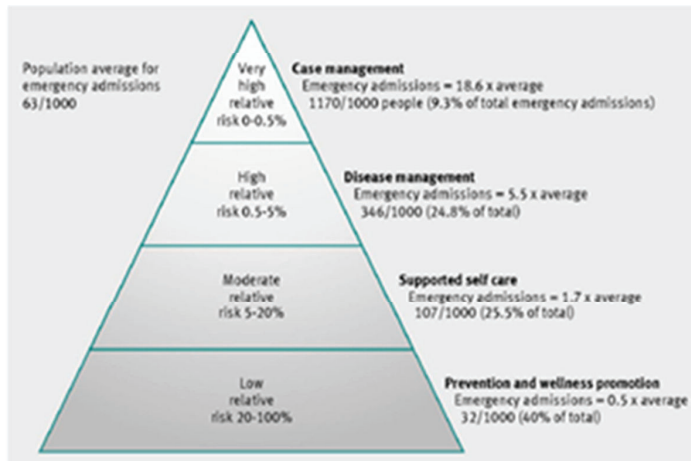 Population average for
emergency admissions
63/1000
Very
high
relative
risk 0-0.5%
Case management
Emergency admissions = 18.6 x average
1170/1000 people (9.3% of total emergency admissions)
High
relative
risk 0.5-5%
Disease management
Emergency admissions = 5.5 x average
346/1000 (24.8% of total)
Moderate
relative
risk 5-20%
Supported self care
Emergency admissions = 1.7 x average
107/1000 (25.5% of total)
Low
relative
risk 20-100%
Prevention and wellness promotion
Emergency admissions = 0.5 x average
32/1000 (40% of total)